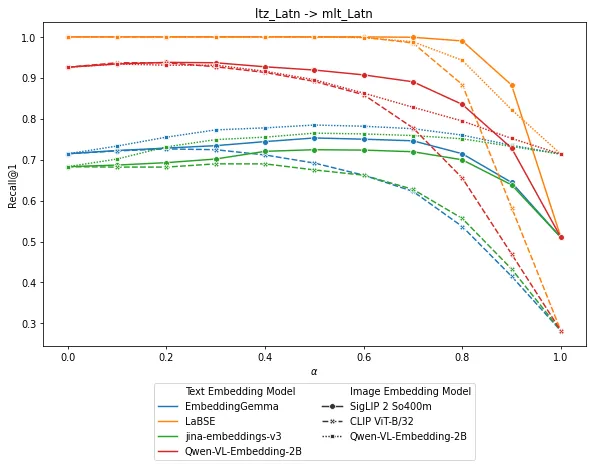 ltz_Latn -> mlt_Latn
Recall@1
1.0
0.9
0.8
0.7
0.6
0.5
0.4
0.3
0.0 0.2 0.4 0.6 0.8 1.0
α
Text Embedding Model Image Embedding Model
EmbeddingGemma SigLIP 2 So400m
LaBSE CLIP ViT-B/32
jina-embeddings-v3 Qwen-VL-Embedding-2B
Qwen-VL-Embedding-2B